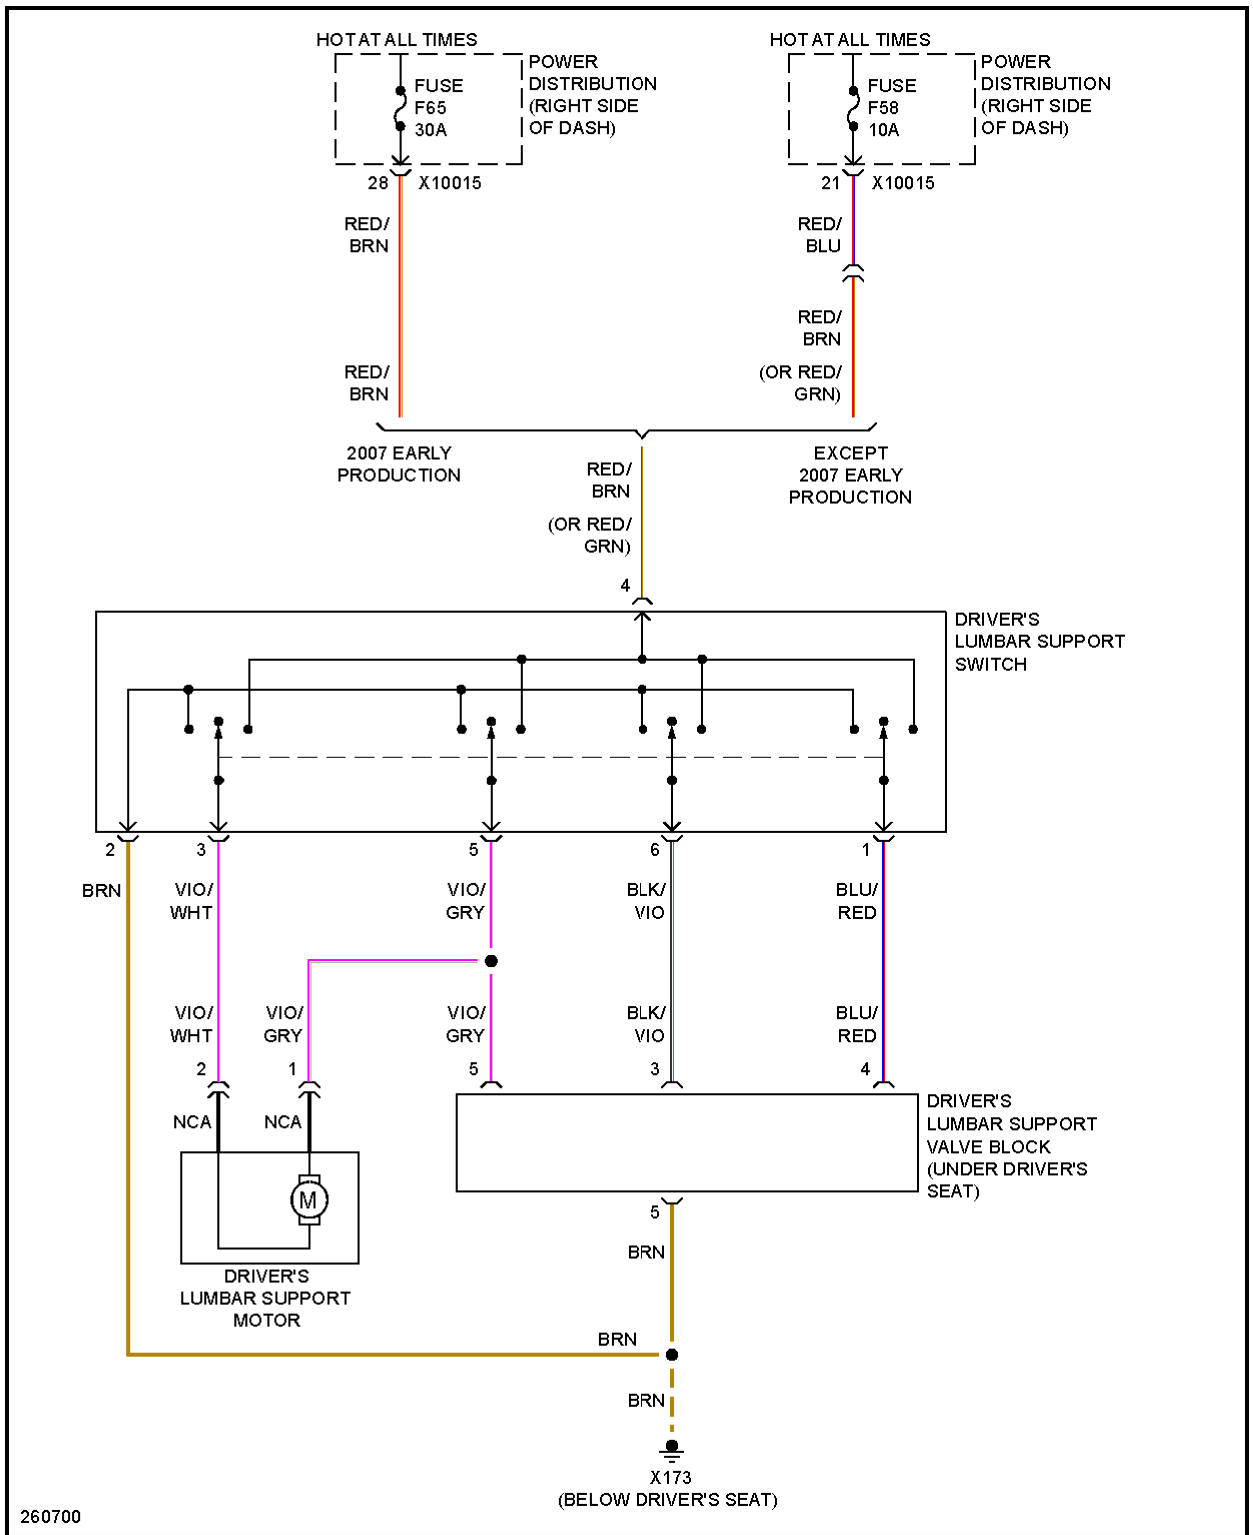 HOT AT ALL TIMES
HOT AT ALL TIMES
FUSE
F65
30A
POWER
DISTRIBUTION
(RIGHT SIDE
OF DASH)
FUSE
F58
10A
POWER
DISTRIBUTION
(RIGHT SIDE
OF DASH)
28 X10015
21 X10015
RED/
BRN
RED/
BLU
RED/
BRN
RED/
BRN
(OR RED/
GRN)
2007 EARLY
PRODUCTION
EXCEPT
2007 EARLY
PRODUCTION
RED/
BRN
(OR RED/
GRN)
4
DRIVER'S
LUMBAR SUPPORT
SWITCH
2 3 5 6 1
BRN
VIO/
WHT
VIO/
GRY
BLK/
VIO
BLU/
RED
VIO/
WHT
VIO/
GRY
VIO/
GRY
BLK/
VIO
BLU/
RED
2 1 5 3 4
NCA NCA
M
DRIVER'S
LUMBAR SUPPORT
MOTOR
DRIVER'S
LUMBAR SUPPORT
VALVE BLOCK
(UNDER DRIVER'S
SEAT)
5
BRN
BRN
BRN
X173
(BELOW DRIVER'S SEAT)
260700